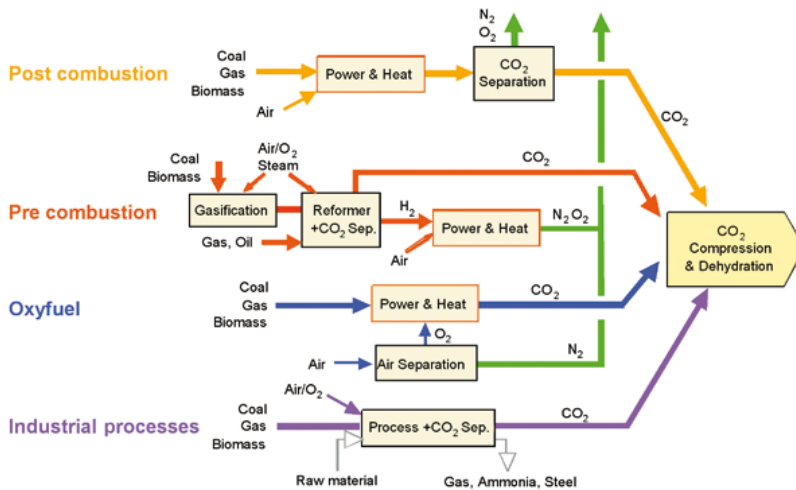 N₂
O₂
Coal
Gas
Biomass
Post combustion
Power & Heat
CO₂
Separation
Air
CO₂
Air/O₂
Steam
CO₂
Coal
Biomass
Pre combustion
Gasification
Reformer
+CO₂ Sep.
H₂
Power & Heat
N₂ O₂
Gas, Oil
Air
CO₂
Compression
& Dehydration
Oxyfuel
Coal
Gas
Biomass
Power & Heat
CO₂
O₂
Air
Air Separation
N₂
Industrial processes
Air/O₂
Coal
Gas
Biomass
Process +CO₂ Sep.
CO₂
Raw material
Gas, Ammonia, Steel